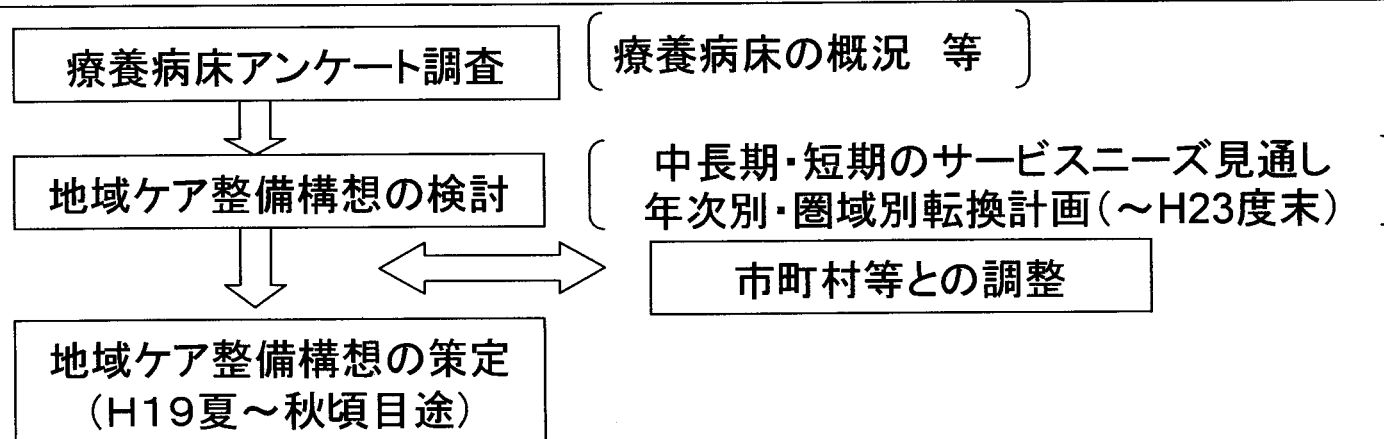 療養病床アンケート調査
療養病床の概況 等
地域ケア整備構想の検討
中長期・短期のサービスニーズ見通し
年次別・圏域別転換計画(～H23度末)
市町村等との調整
地域ケア整備構想の策定
(H19夏～秋頃目途)